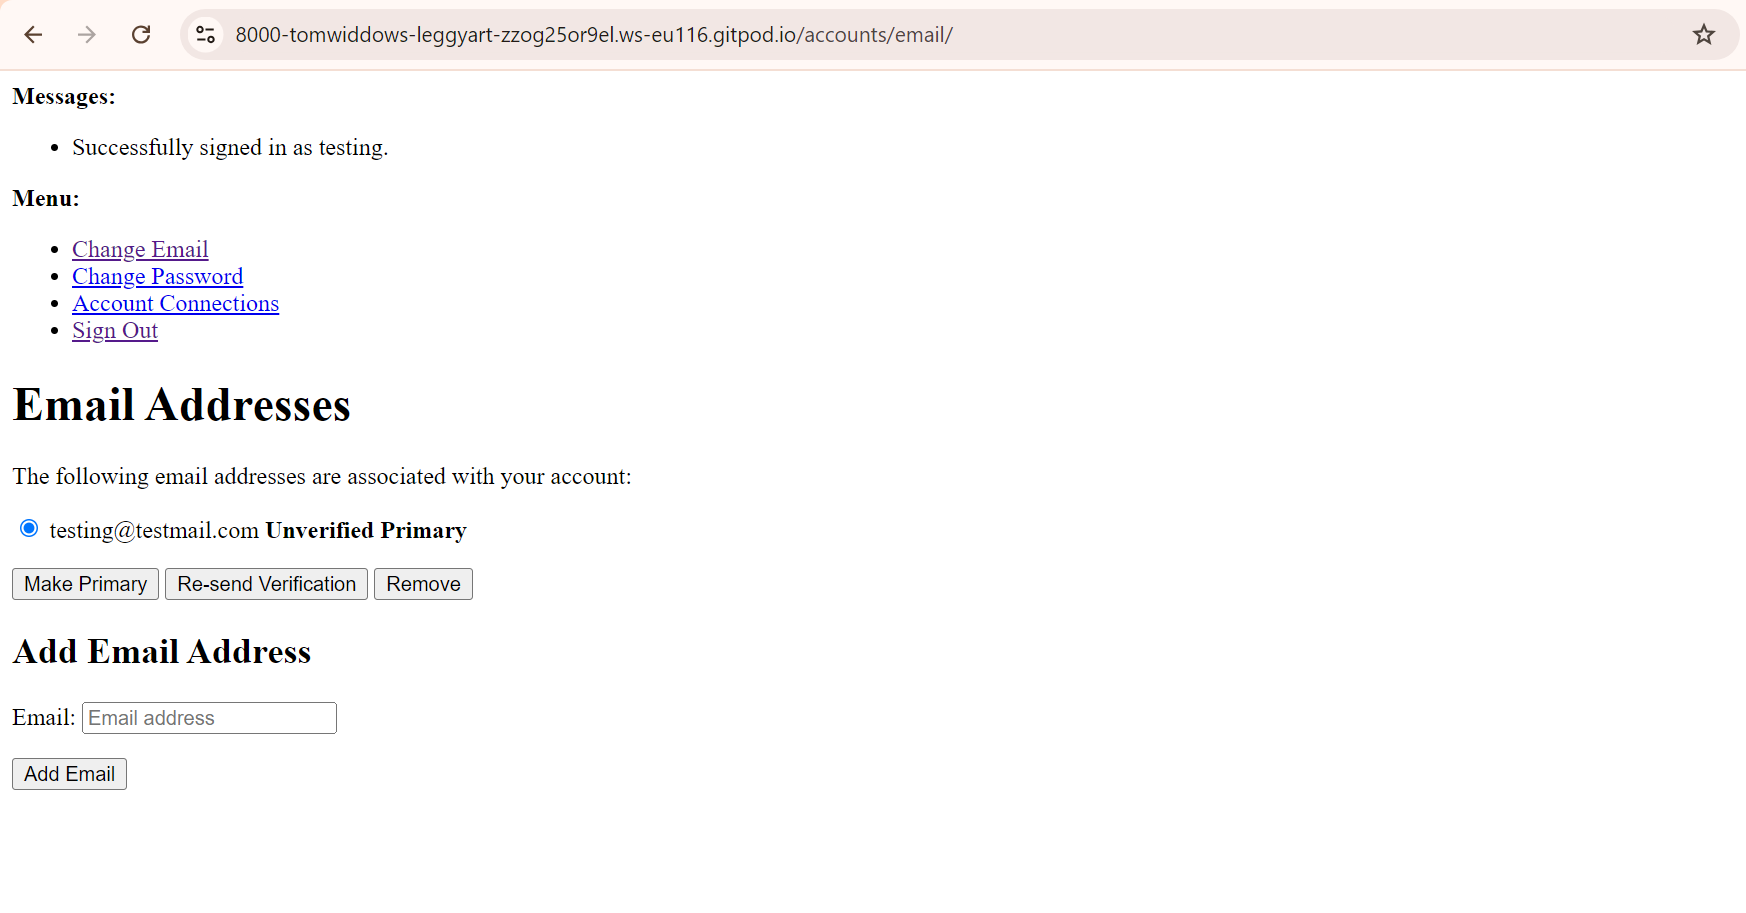 8000-tomwiddows-leggyart-zzog25or9el.ws-eu116.gitpod.io/accounts/email/
Messages:
Successfully signed in as testing.
Menu:
Change Email
Change Password
Account Connections
Sign Out
Email Addresses
The following email addresses are associated with your account:
testing@testmail.com Unverified Primary
Make Primary Re-send Verification Remove
Add Email Address
Email: Email address
Add Email